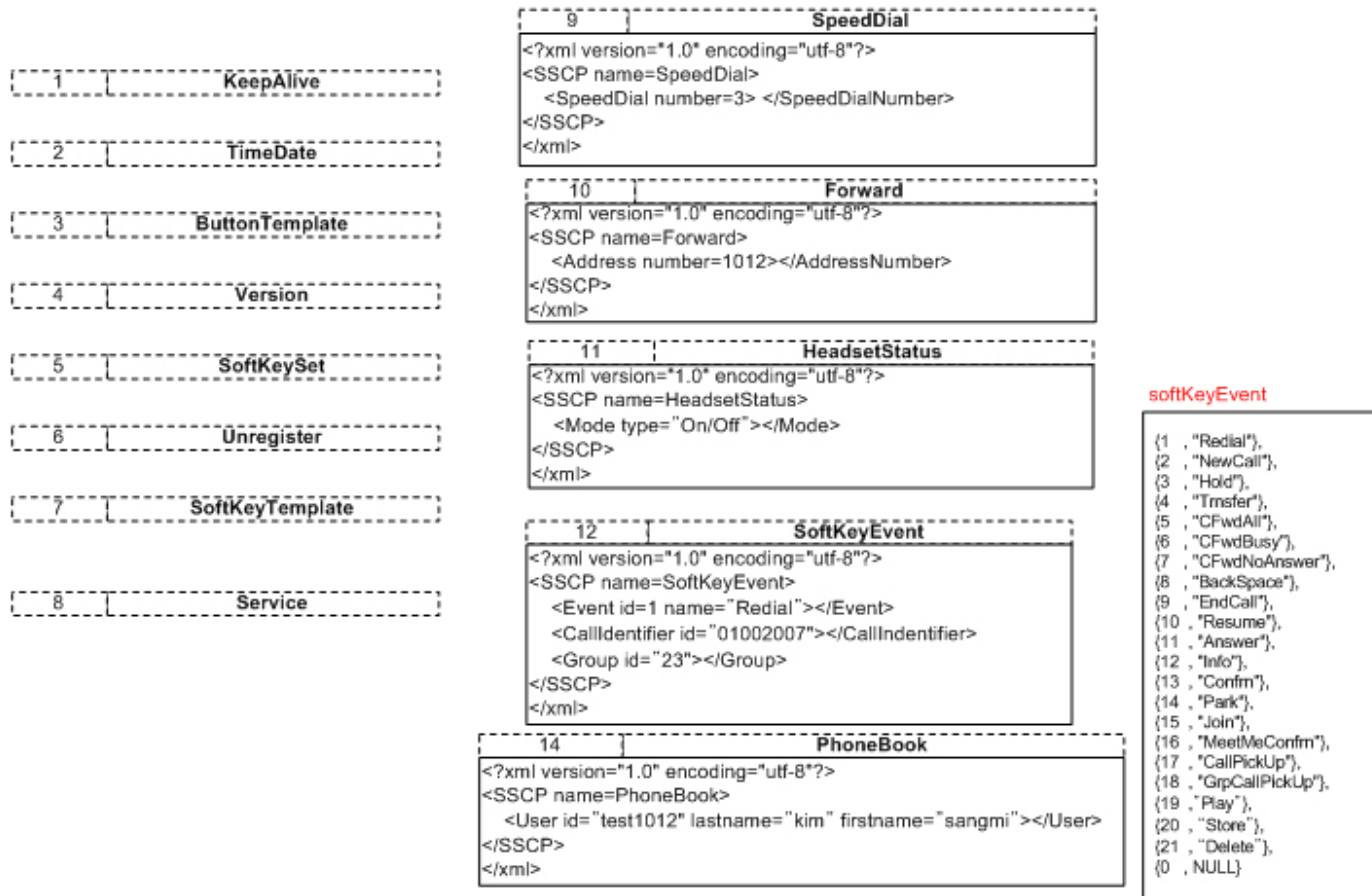 1 KeepAlive
2 TimeDate
3 ButtonTemplate
4 Version
5 SoftKeySet
6 Unregister
7 SoftKeyTemplate
8 Service
9 SpeedDial
<?xml version="1.0" encoding="utf-8"?>
<SSCP name=SpeedDial>
<SpeedDial number=3> </SpeedDialNumber>
</SSCP>
</xml>
10 Forward
<?xml version="1.0" encoding="utf-8"?>
<SSCP name=Forward>
<Address number=1012></AddressNumber>
</SSCP>
</xml>
11 HeadsetStatus
<?xml version="1.0" encoding="utf-8"?>
<SSCP name=HeadsetStatus>
<Mode type="On/Off"></Mode>
</SSCP>
</xml>
12 SoftKeyEvent
<?xml version="1.0" encoding="utf-8"?>
<SSCP name=SoftKeyEvent>
<Event id=1 name="Redial"></Event>
<CallIdentifier id="01002007"></CallIndentifier>
<Group id="23"></Group>
</SSCP>
</xml>
14 PhoneBook
<?xml version="1.0" encoding="utf-8"?>
<SSCP name=PhoneBook>
<User id="test1012" lastname="kim" firstname="sangmi"></User>
</SSCP>
</xml>
softKeyEvent
{1 , "Redial"},
{2 , "NewCall"},
{3 , "Hold"},
{4 , "Trnsfer"},
{5 , "CFwdAll"},
{6 , "CFwdBusy"},
{7 , "CFwdNoAnswer"},
{8 , "BackSpace"},
{9 , "EndCall"},
{10 , "Resume"},
{11 , "Answer"},
{12 , "Info"},
{13 , "Confrn"},
{14 , "Park"},
{15 , "Join"},
{16 , "MeetMeConfrn"},
{17 , "CallPickUp"},
{18 , "GrpCallPickUp"},
{19 ,"Play"},
{20 , "Store"},
{21 , "Delete"},
{0 , NULL}